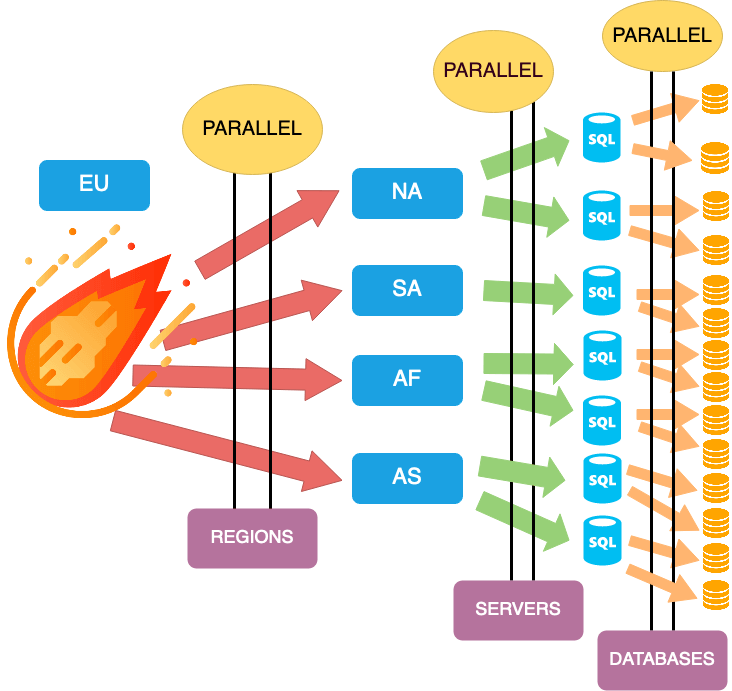 PARALLEL
PARALLEL
PARALLEL
EU
NA
SA
AF
AS
SQL
SQL
SQL
SQL
SQL
SQL
SQL
REGIONS
SERVERS
DATABASES